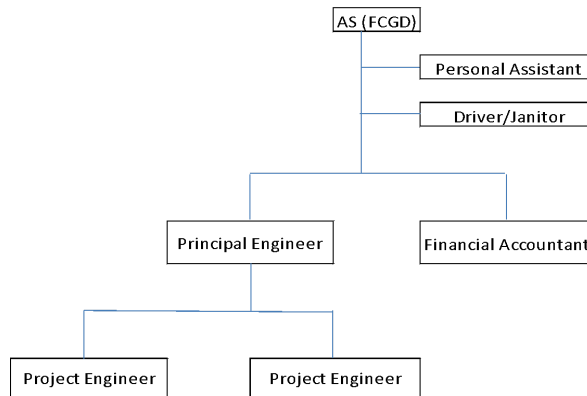 AS (FCGD)
Personal Assistant
Driver/Janitor
Principal Engineer
Financial Accountant
Project Engineer
Project Engineer